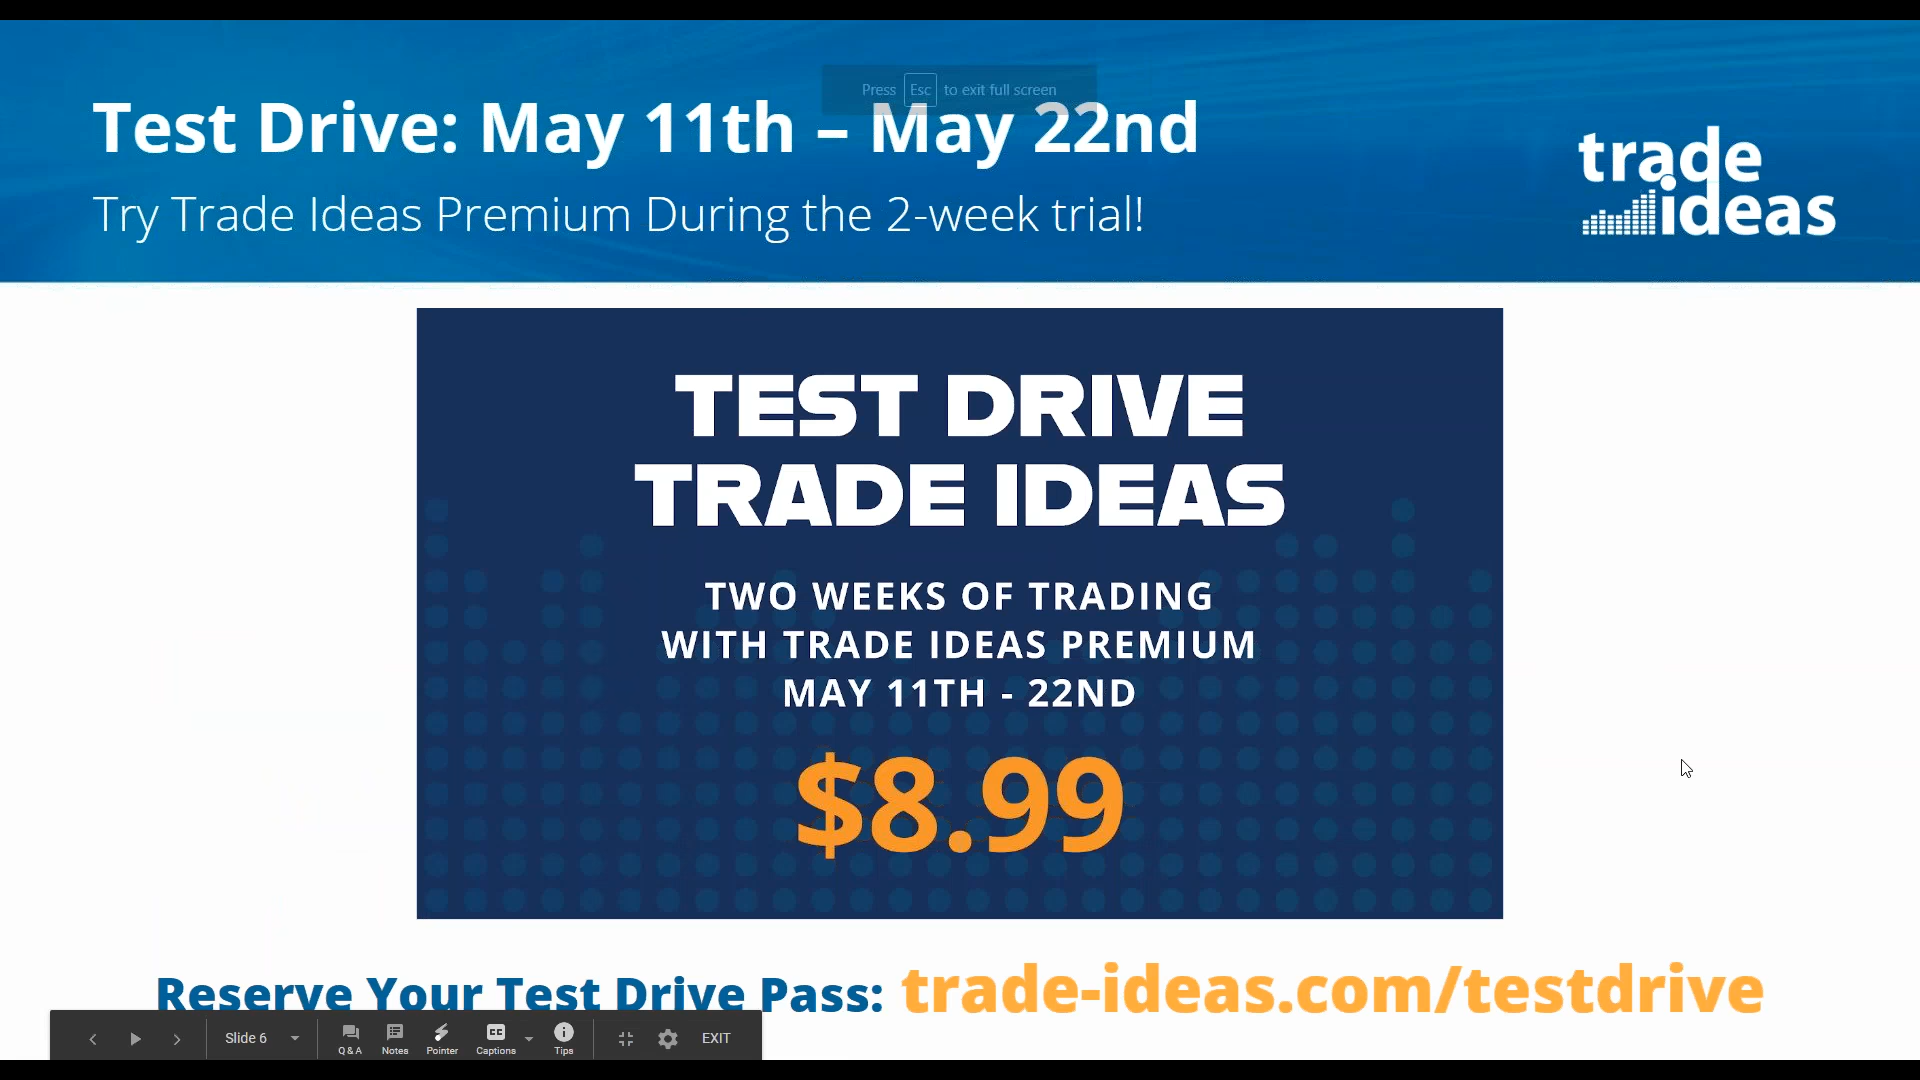 Press Esc to exit full screen
Test Drive: May 11th – May 22nd
Try Trade Ideas Premium During the 2-week trial!
trade
ideas
TEST DRIVE
TRADE IDEAS
TWO WEEKS OF TRADING
WITH TRADE IDEAS PREMIUM
MAY 11TH - 22ND
$8.99
Reserve Your Test Drive Pass: trade-ideas.com/testdrive
Slide 6
Q & A
Notes
Pointer
CC
Captions
Tips
EXIT